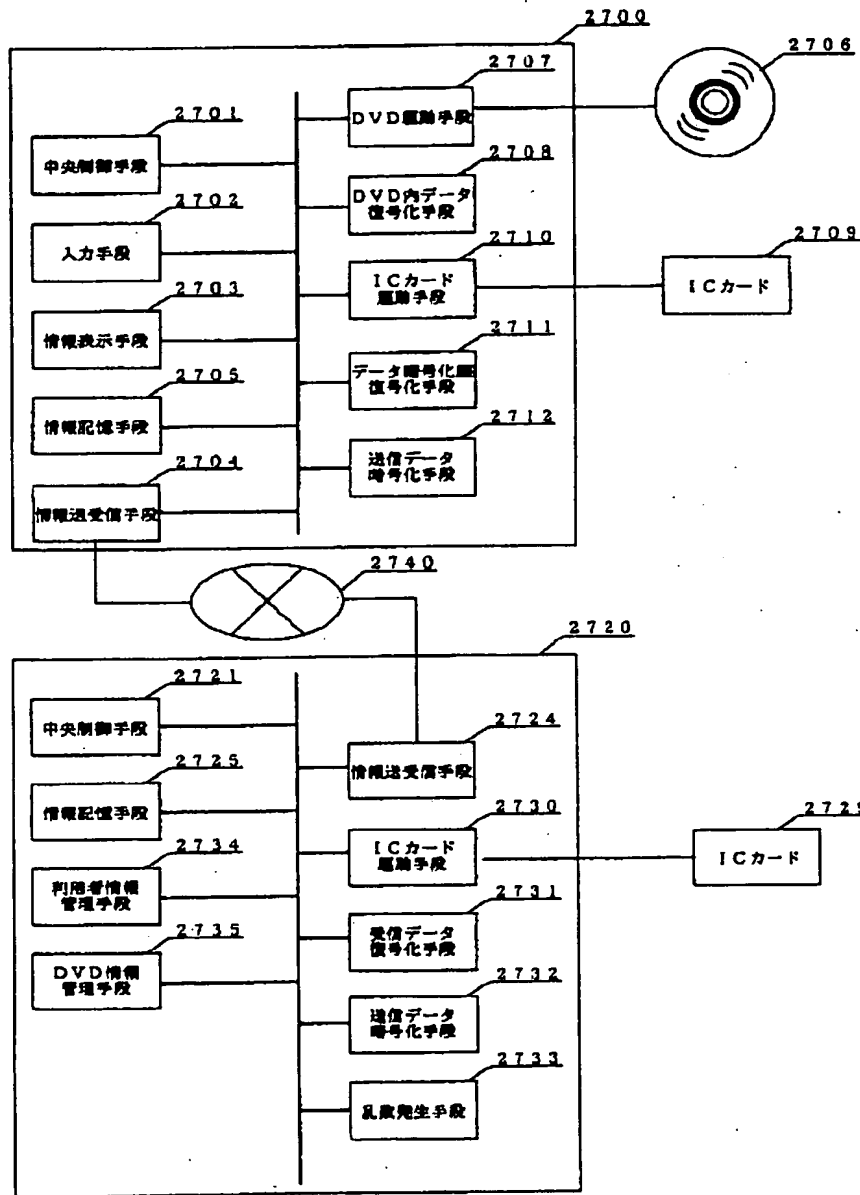 2700
2707
2706
DVD駆動手段
2701
中央制御手段
2708
DVD内データ
復号化手段
2702
入力手段
2710
ICカード
駆動手段
2709
ICカード
2703
情報表示手段
2711
データ暗号化鍵
復号化手段
2705
情報記憶手段
2712
送信データ
暗号化手段
2704
情報送受信手段
2740
2720
2721
中央制御手段
2724
情報送受信手段
2725
情報記憶手段
2730
ICカード
駆動手段
2729
ICカード
2734
利用者情報
管理手段
2731
受信データ
復号化手段
2735
DVD情報
管理手段
2732
送信データ
暗号化手段
2733
乱数発生手段